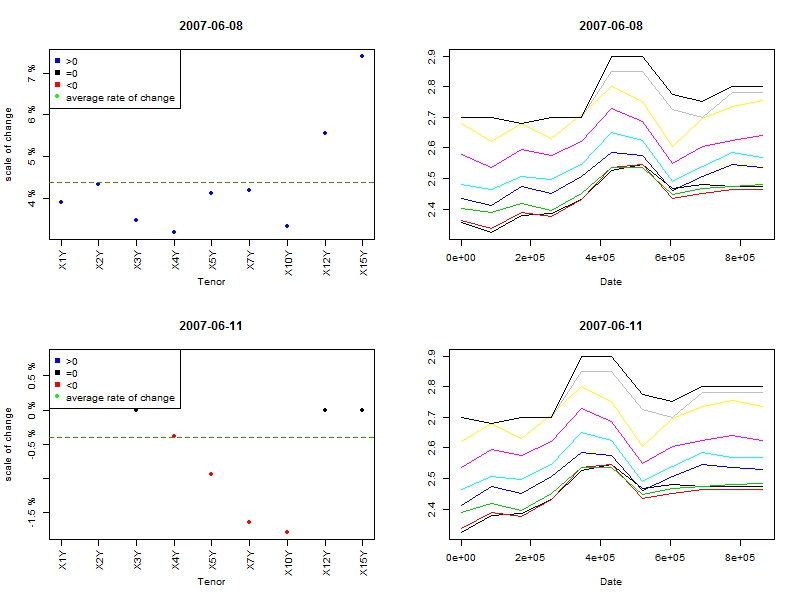 2007-06-08
scale of change
7 %
6 %
5 %
4 %
>0
=0
<0
average rate of change
X1Y X2Y X3Y X4Y X5Y X7Y X10Y X12Y X15Y
Tenor
2007-06-08
2.9
2.8
2.7
2.6
2.5
2.4
0e+00 2e+05 4e+05 6e+05 8e+05
Date
2007-06-11
scale of change
0.5 %
0 %
-0.5 %
-1.5 %
>0
=0
<0
average rate of change
X1Y X2Y X3Y X4Y X5Y X7Y X10Y X12Y X15Y
Tenor
2007-06-11
2.9
2.8
2.7
2.6
2.5
2.4
0e+00 2e+05 4e+05 6e+05 8e+05
Date